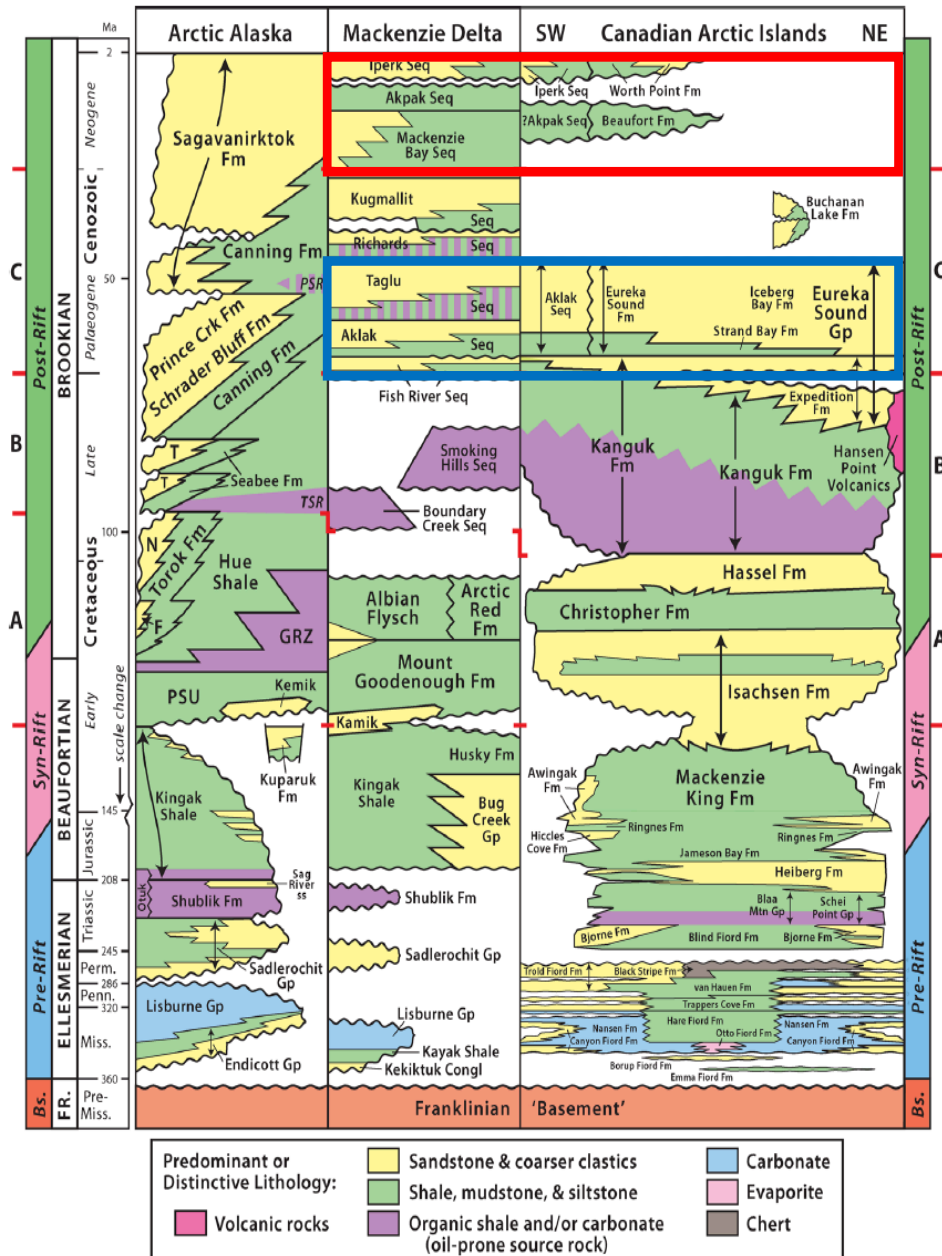 Ma
Arctic Alaska
Mackenzie Delta
SW
Canadian Arctic Islands
NE
2
50
100
145
208
245
286
320
360
scale change
Post-Rift
Syn-Rift
Pre-Rift
Bs.
C
B
A
BROOKIAN
BEAUFORTIAN
ELLESMERIAN
FR.
Cenozoic
Neogene
Palaeogene
Cretaceous
Late
Early
Jurassic
Triassic
Perm.
Penn.
Miss.
Pre-
Miss.
Sagavanirktok
Fm
Canning Fm
PSR
Prince Crk Fm
Schrader Bluff Fm
Canning Fm
T
T
Seabee Fm
TSR
N
Torok Fm
F
Hue
Shale
GRZ
PSU
Kemik
Kuparuk
Fm
Kingak
Shale
Otuk
Sag
River
ss
Shublik Fm
Sadlerochit
Gp
Lisburne Gp
Endicott Gp
Iperk Seq
Akpak Seq
Mackenzie
Bay Seq
Kugmallit
Seq
Richards
Seq
Taglu
Seq
Aklak
Seq
Fish River Seq
Smoking
Hills Seq
Boundary
Creek Seq
Albian
Flysch
Arctic
Red
Fm
Mount
Goodenough Fm
Kamik
Husky Fm
Kingak
Shale
Bug
Creek
Gp
Shublik Fm
Sadlerochit Gp
Lisburne Gp
Kayak Shale
Kekiktuk Congl
Iperk Seq
Worth Point Fm
?Akpak Seq
Beaufort Fm
Buchanan
Lake Fm
Aklak
Seq
Eureka
Sound
Fm
Iceberg
Bay Fm
Eureka
Sound
Gp
Strand Bay Fm
Expedition
Fm
Kanguk
Fm
Kanguk Fm
Hansen
Point
Volcanics
Hassel Fm
Christopher Fm
Isachsen Fm
Mackenzie
King Fm
Awingak
Fm
Awingak
Fm
Ringnes Fm
Ringnes Fm
Hiccles
Cove Fm
Jameson Bay Fm
Heiberg Fm
Blaa
Mtn Gp
Schei
Point Gp
Bjorne Fm
Blind Fiord Fm
Bjorne Fm
Trold Fiord Fm
Black Stripe Fm
van Hauen Fm
Trappers Cove Fm
Hare Fiord Fm
Otto Fiord Fm
Nansen Fm
Nansen Fm
Canyon Fiord Fm
Canyon Fiord Fm
Borup Fiord Fm
Emma Fiord Fm
Franklinian
'Basement'
C
B
A
Post-Rift
Syn-Rift
Pre-Rift
Bs.
Predominant or
Distinctive Lithology:
Volcanic rocks
Sandstone & coarser clastics
Shale, mudstone, & siltstone
Organic shale and/or carbonate
(oil-prone source rock)
Carbonate
Evaporite
Chert